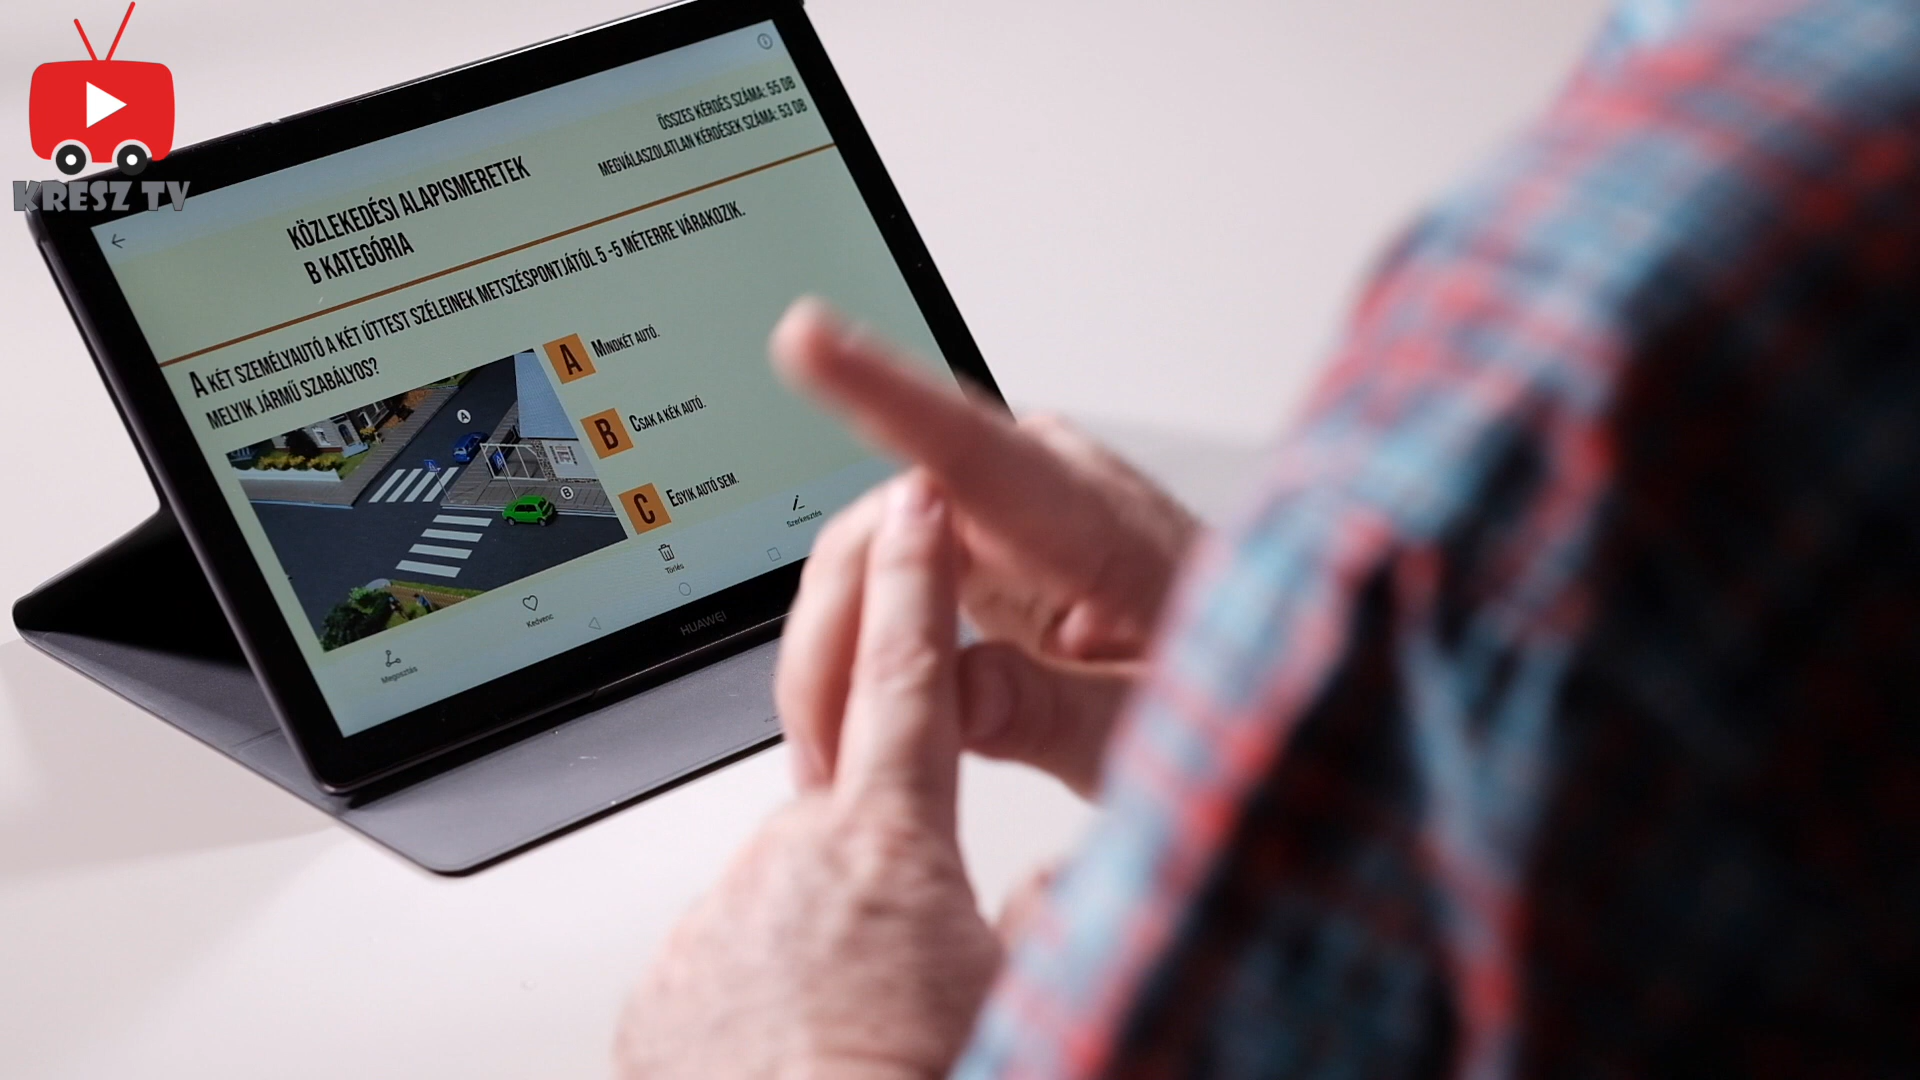 KRESZ TV
ÖSSZES KÉRDÉS SZÁMA: 55 DB
MEGVÁLASZOLATLAN KÉRDÉSEK SZÁMA: 53 DB
KÖZLEKEDÉSI ALAPISMERETEK
B KATEGÓRIA
A KÉT SZEMÉLYAUTÓ A KÉT ÚTTEST SZÉLEINEK METSZÉSPONTJÁTÓL 5 -5 MÉTERRE VÁRAKOZIK.
MELYIK JÁRMŰ SZABÁLYOS?
A
B
A MINDKÉT AUTÓ.
B CSAK A KÉK AUTÓ.
C EGYIK AUTÓ SEM.
Megosztás
Kedvenc
Törlés
Szerkesztés
HUAWEI